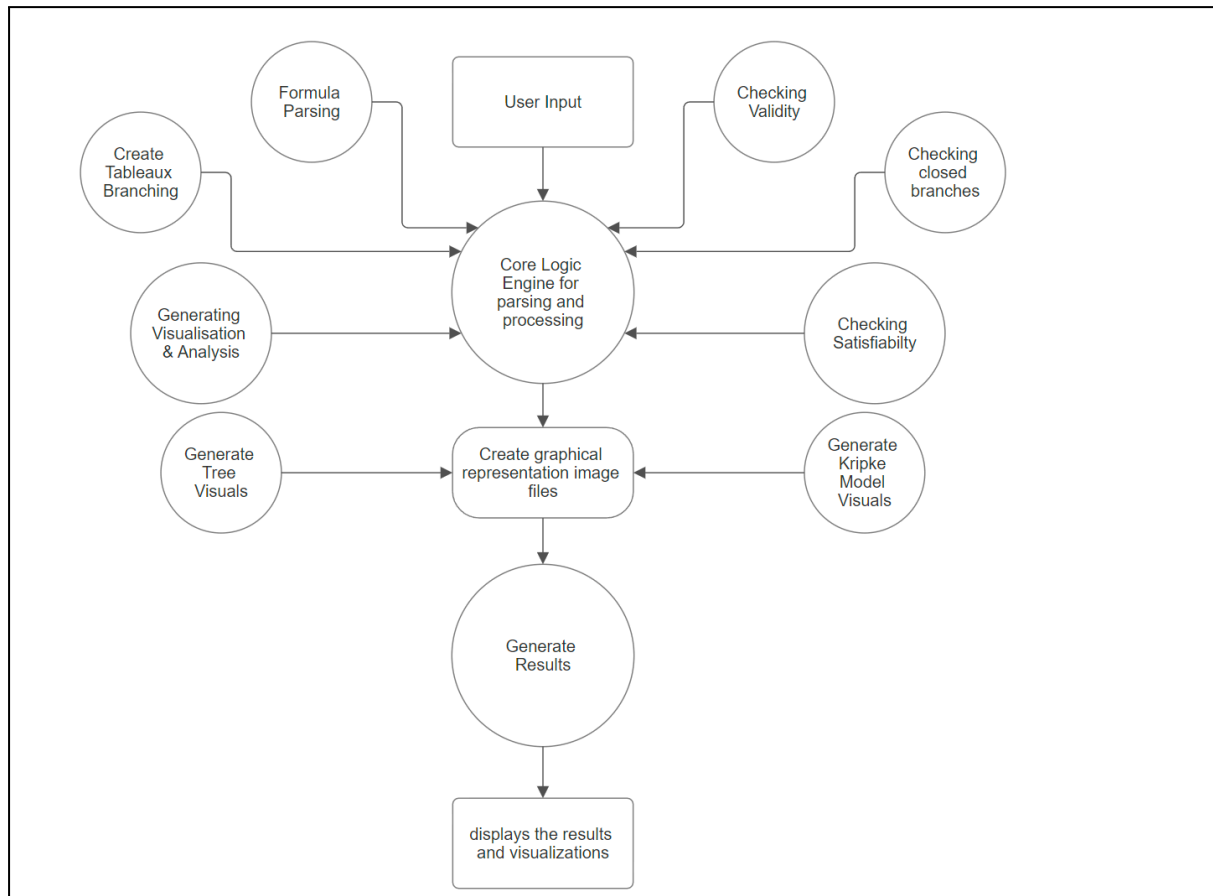 Formula
Parsing
User Input
Checking
Validity
Create
Tableaux
Branching
Checking
closed
branches
Core Logic
Engine for
parsing and
processing
Generating
Visualisation
& Analysis
Checking
Satisfiabilty
Generate
Tree
Visuals
Create graphical
representation image
files
Generate
Kripke
Model
Visuals
Generate
Results
displays the results
and visualizations